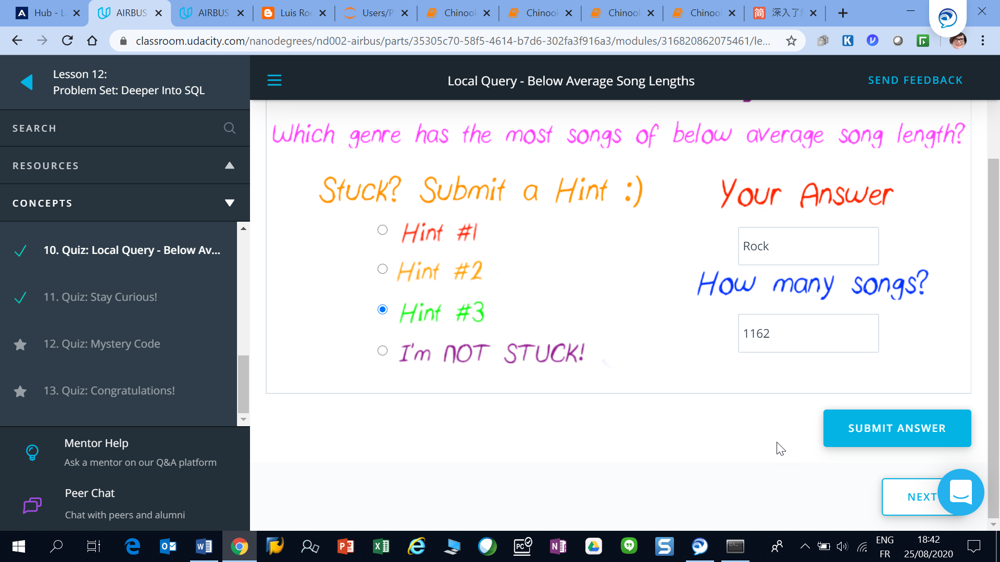 Hub - L
AIRBUS
AIRBUS
Luis Ro
Users/P
Chinook
Chinook
Chinook
Chinook
深入了
classroom.udacity.com/nanodegrees/nd002-airbus/parts/35305c70-58f5-4614-b7d6-302fa3f916a3/modules/316820862075461/le...
Lesson 12:
Problem Set: Deeper Into SQL
Local Query - Below Average Song Lengths
SEND FEEDBACK
SEARCH
RESOURCES
CONCEPTS
10. Quiz: Local Query - Below Av...
11. Quiz: Stay Curious!
12. Quiz: Mystery Code
13. Quiz: Congratulations!
Mentor Help
Ask a mentor on our Q&A platform
Peer Chat
Chat with peers and alumni
Which genre has the most songs of below average song length?
Stuck? Submit a Hint :)
Hint #1
Hint #2
Hint #3
I'm NOT STUCK!
Your Answer
Rock
How many songs?
1162
SUBMIT ANSWER
NEXT
ENG
FR
18:42
25/08/2020